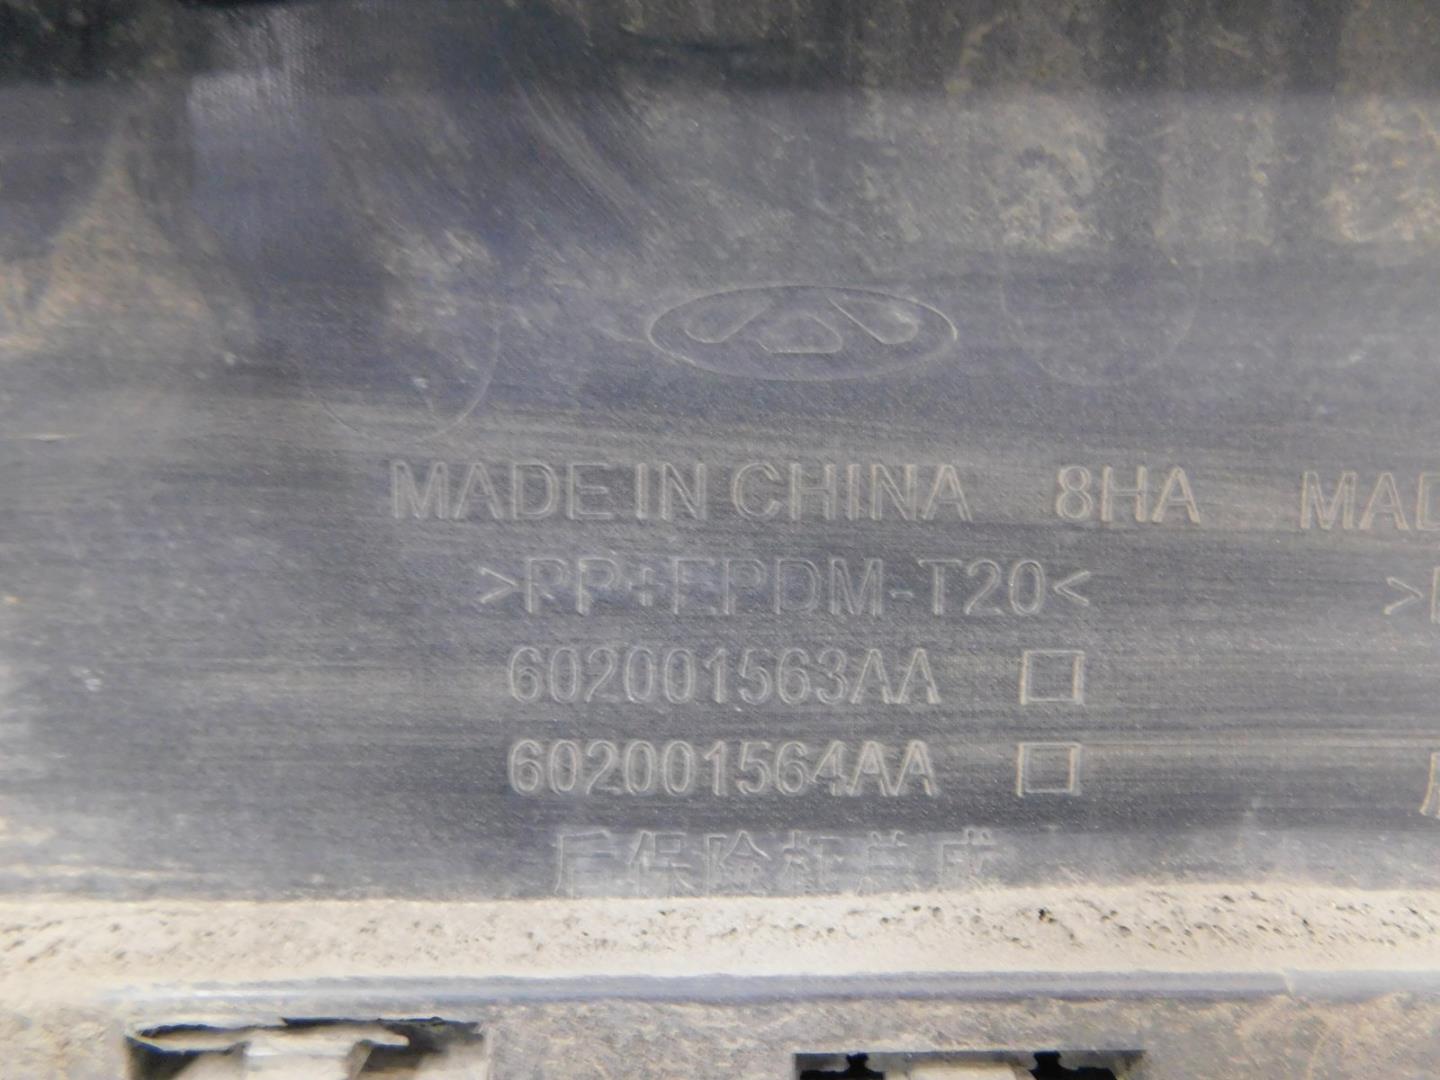 MADE IN CHINA 8HA MAD
>PP+EPDM-T20< >
602001563AA
602001564AA
后保险杠总成